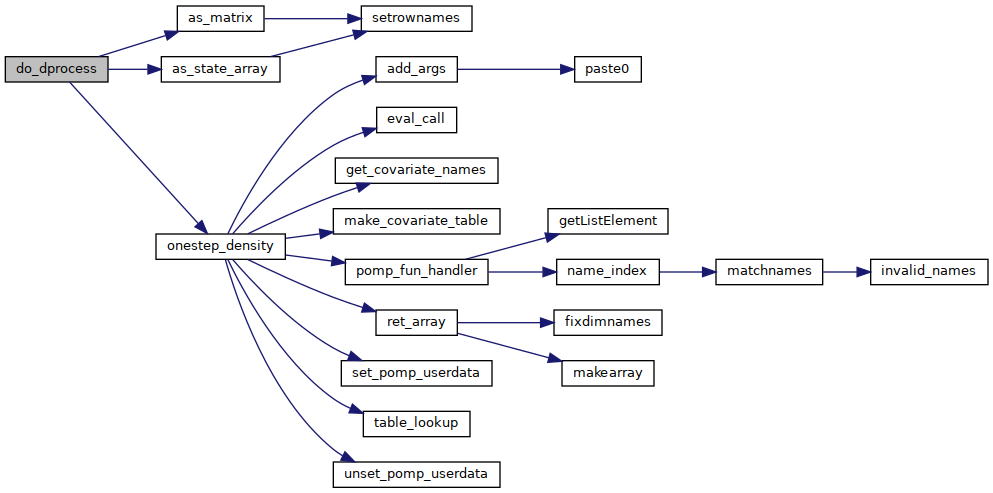 as_matrix
setrownames
do_dprocess
as_state_array
add_args
paste0
eval_call
get_covariate_names
make_covariate_table
getListElement
onestep_density
pomp_fun_handler
name_index
matchnames
invalid_names
ret_array
fixdimnames
set_pomp_userdata
makearray
table_lookup
unset_pomp_userdata